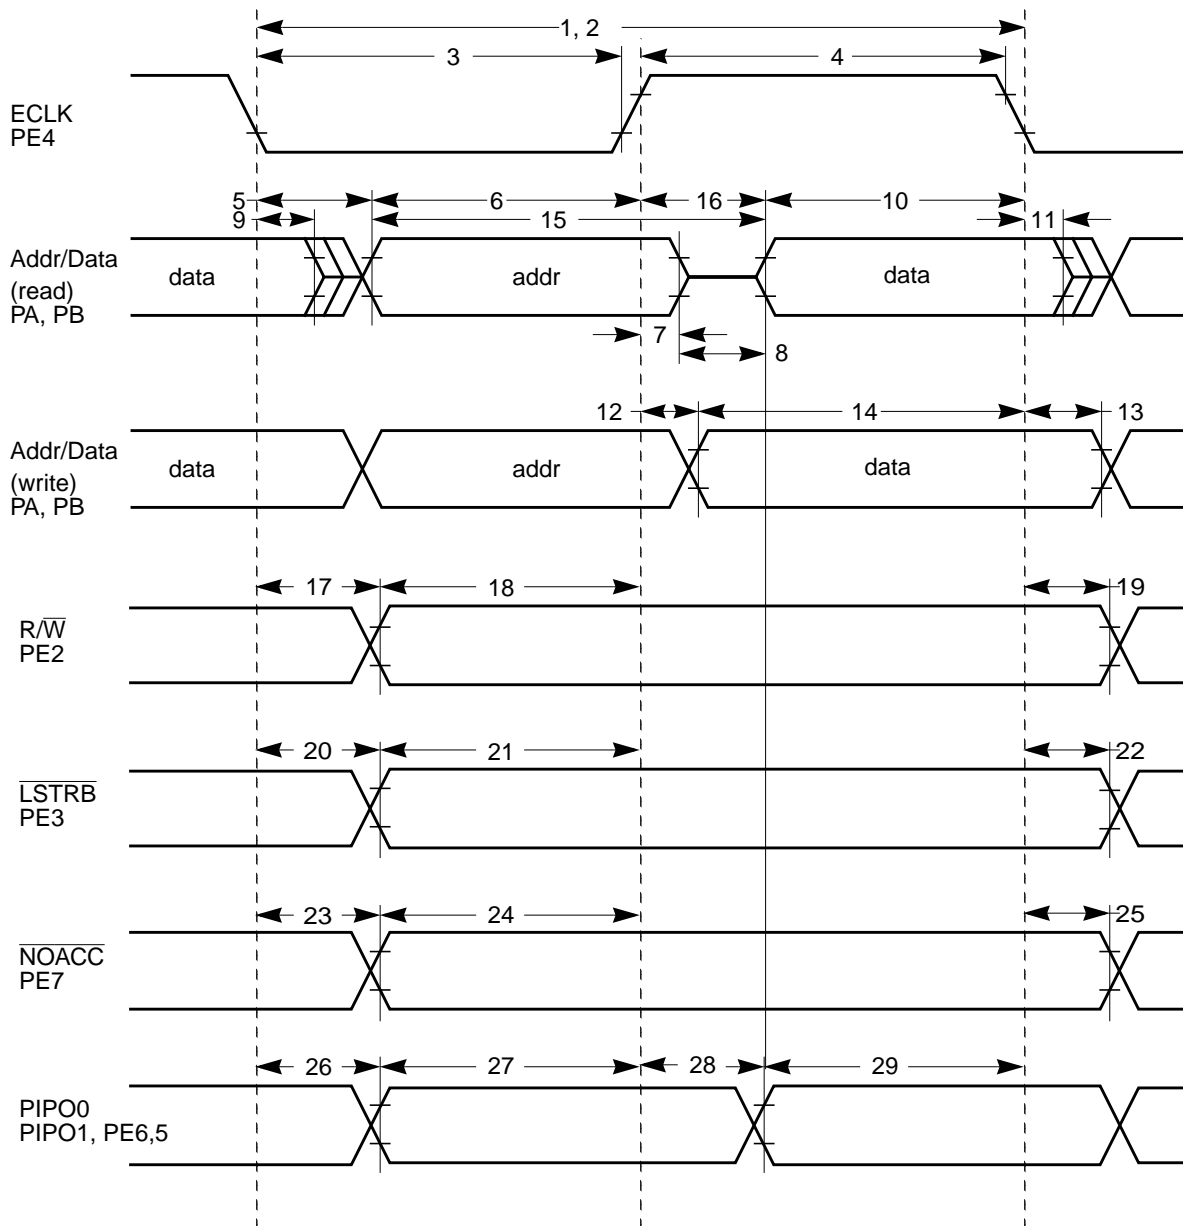 1, 2
3
4
ECLK
PE4
5
6
16
10
9
15
11
Addr/Data
(read)
PA, PB
data
addr
data
7
8
12
14
13
Addr/Data
(write)
PA, PB
data
addr
data
17
18
19
R/W̅
PE2
20
21
22
L̅S̅T̅R̅B̅
PE3
23
24
25
N̅O̅A̅C̅C̅
PE7
26
27
28
29
PIPO0
PIPO1, PE6,5